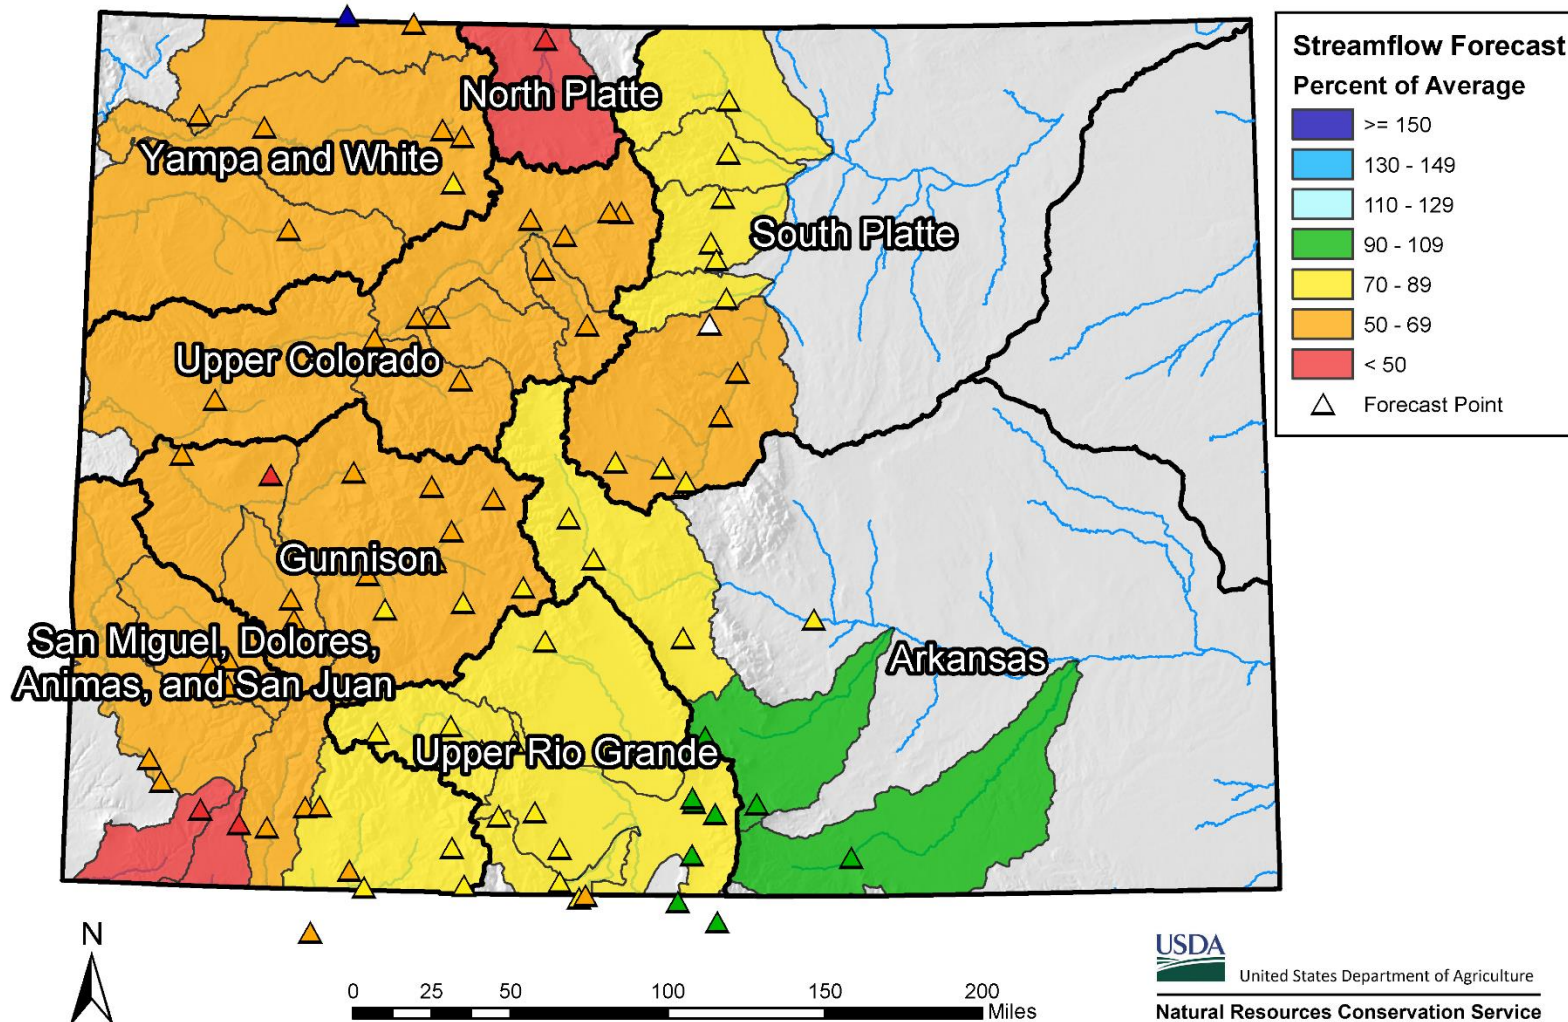 North Platte
Yampa and White
South Platte
Upper Colorado
Gunnison
San Miguel, Dolores,
Animas, and San Juan
Arkansas
Upper Rio Grande
Streamflow Forecast
Percent of Average
>= 150
130 - 149
110 - 129
90 - 109
70 - 89
50 - 69
< 50
Forecast Point
N
0 25 50 100 150 200
Miles
USDA
United States Department of Agriculture
Natural Resources Conservation Service